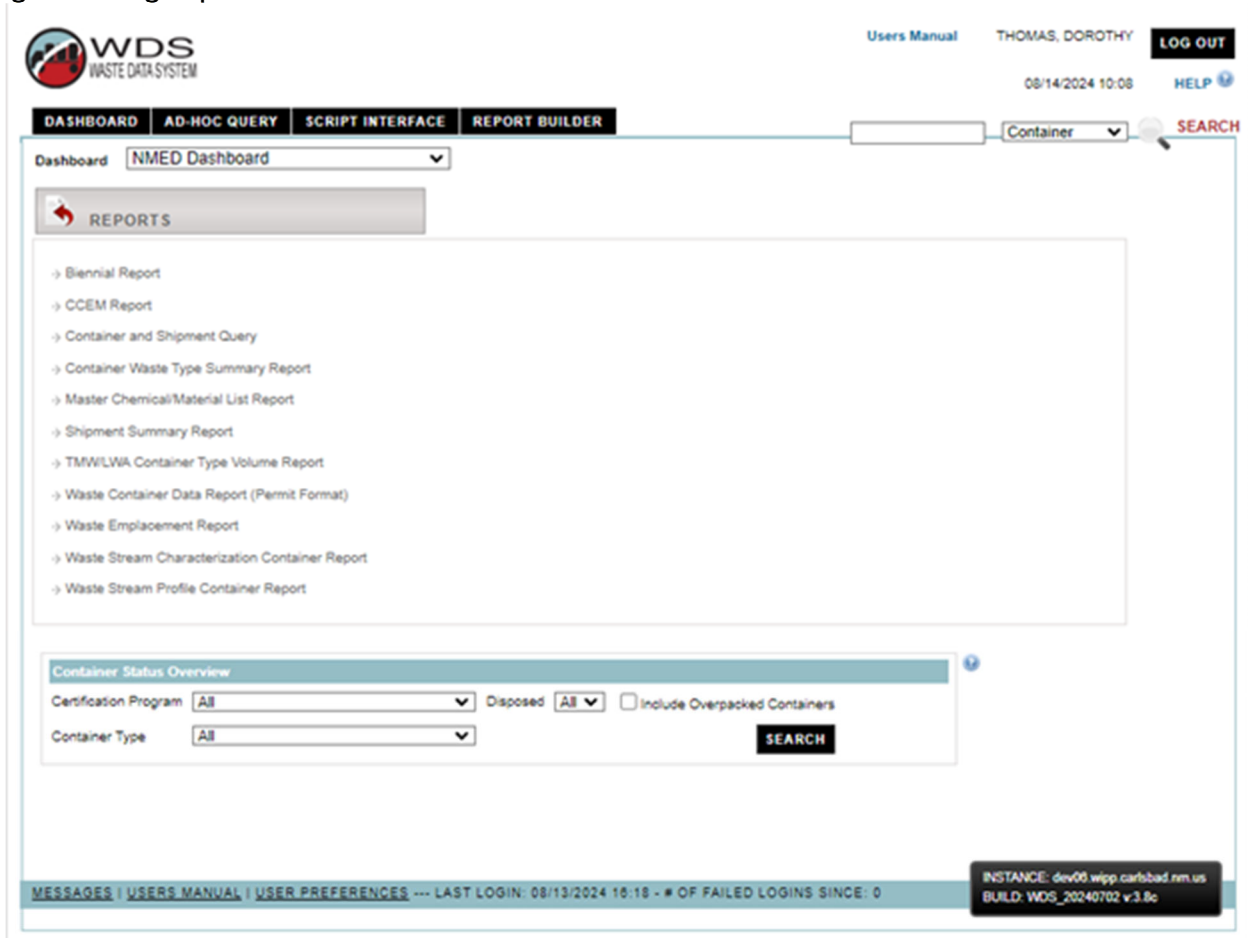 WDS
WASTE DATA SYSTEM
Users Manual THOMAS, DOROTHY LOG OUT
08/14/2024 10:08 HELP
DASHBOARD AD-HOC QUERY SCRIPT INTERFACE REPORT BUILDER
Container SEARCH
Dashboard NMED Dashboard
REPORTS
Biennial Report
CCEM Report
Container and Shipment Query
Container Waste Type Summary Report
Master Chemical/Material List Report
Shipment Summary Report
TMW/LWA Container Type Volume Report
Waste Container Data Report (Permit Format)
Waste Emplacement Report
Waste Stream Characterization Container Report
Waste Stream Profile Container Report
Container Status Overview
Certification Program All Disposed All Include Overpacked Containers
Container Type All SEARCH
MESSAGES | USERS MANUAL | USER PREFERENCES --- LAST LOGIN: 08/13/2024 16:18 - # OF FAILED LOGINS SINCE: 0
INSTANCE: dev06.wipp.carlsbad.nm.us
BUILD: WDS_20240702 v:3.8c